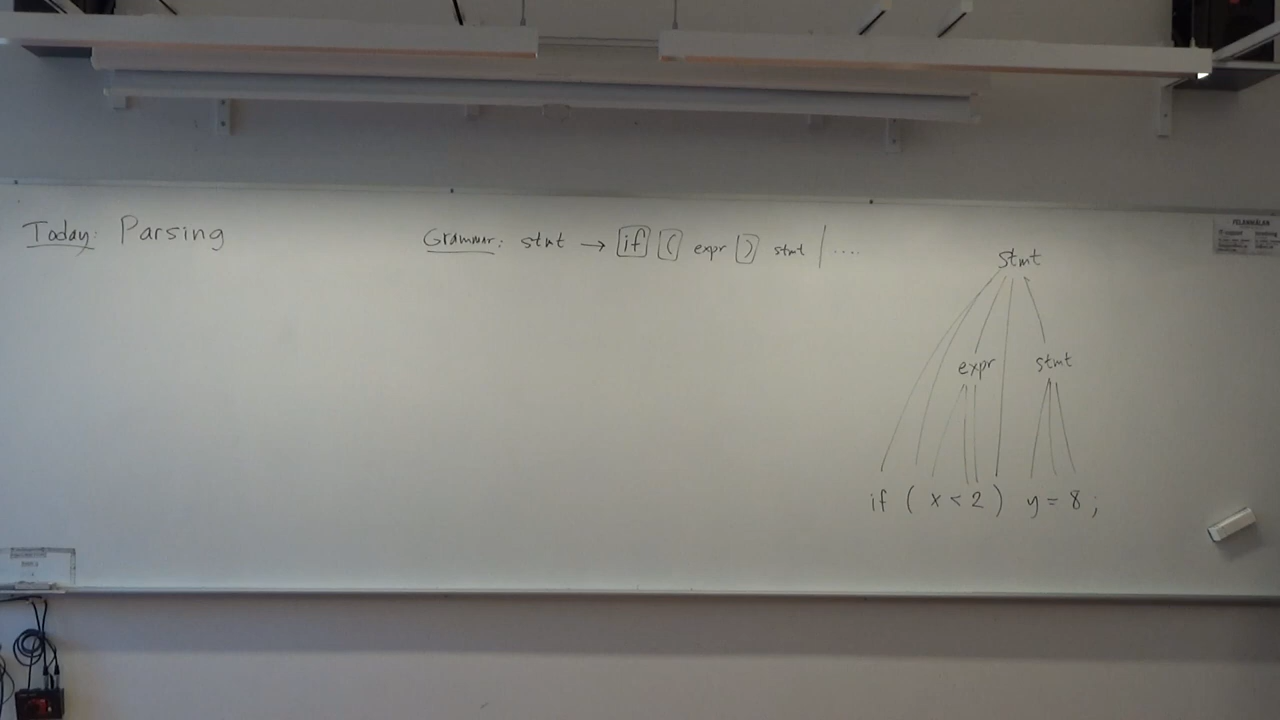 Today: Parsing
Grammar: stmt → if ( expr ) stmt | ....
stmt
expr stmt
if ( x < 2 ) y = 8 ;